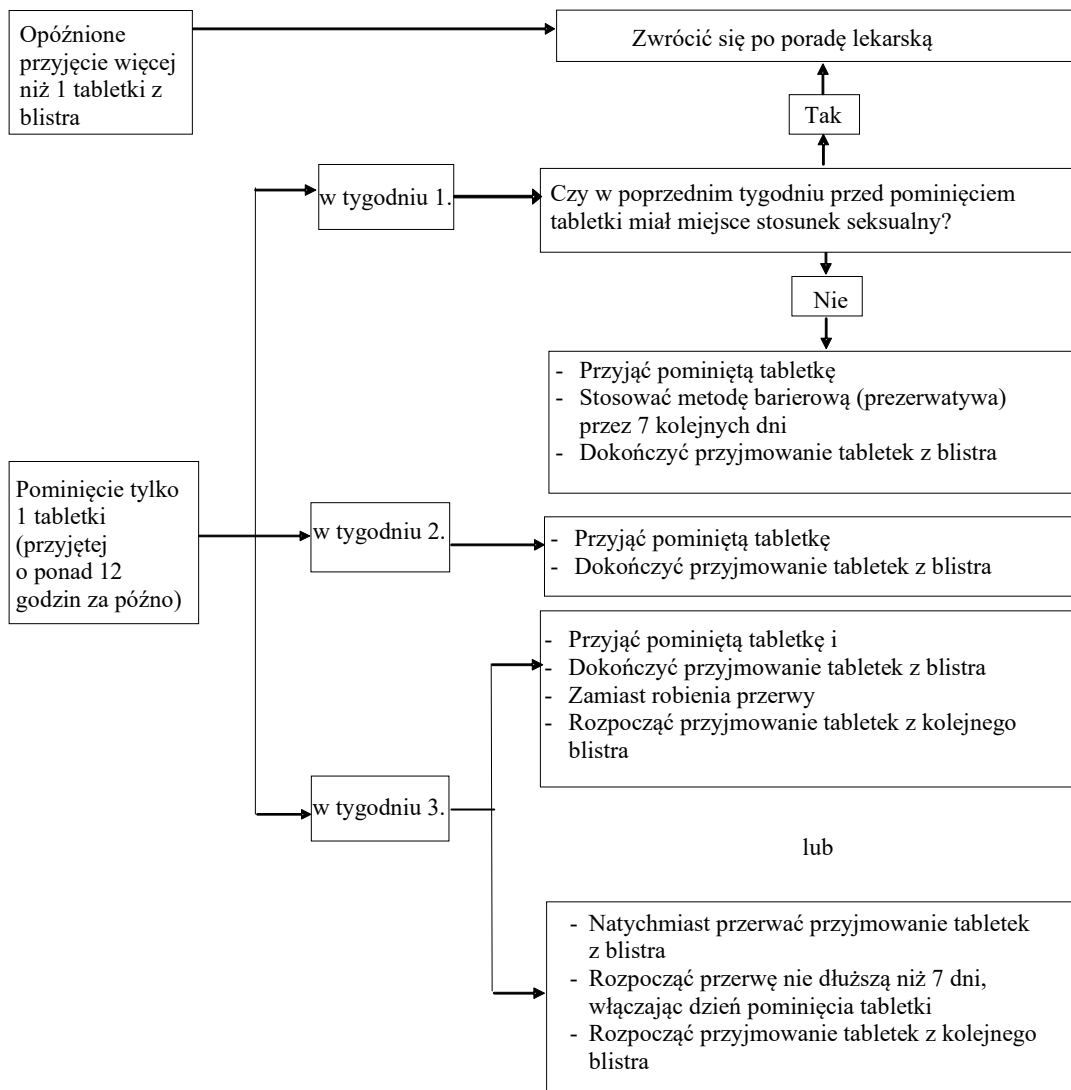 Opóźnione
przyjęcie więcej
niż 1 tabletki z
blistra
Zwrócić się po poradę lekarską
Tak
w tygodniu 1.
Czy w poprzednim tygodniu przed pominięciem
tabletki miał miejsce stosunek seksualny?
Nie
- Przyjąć pominiętą tabletkę
- Stosować metodę barierową (prezerwatywa)
przez 7 kolejnych dni
- Dokończyć przyjmowanie tabletek z blistra
Pominięcie tylko
1 tabletki
(przyjętej
o ponad 12
godzin za późno)
w tygodniu 2.
- Przyjąć pominiętą tabletkę
- Dokończyć przyjmowanie tabletek z blistra
- Przyjąć pominiętą tabletkę i
- Dokończyć przyjmowanie tabletek z blistra
- Zamiast robienia przerwy
- Rozpocząć przyjmowanie tabletek z kolejnego
blistra
w tygodniu 3.
lub
- Natychmiast przerwać przyjmowanie tabletek
z blistra
- Rozpocząć przerwę nie dłuższą niż 7 dni,
włączając dzień pominięcia tabletki
- Rozpocząć przyjmowanie tabletek z kolejnego
blistra